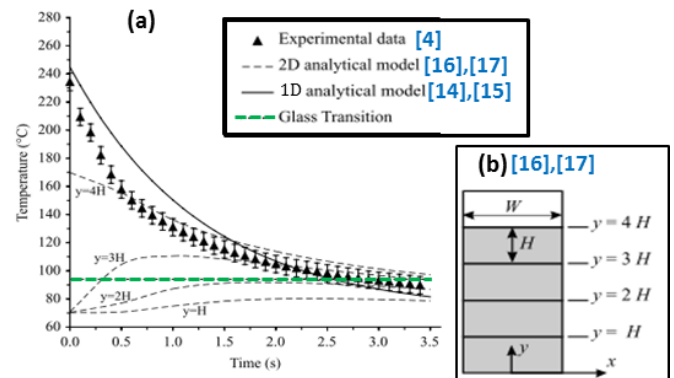 (a)
Experimental data [4]
2D analytical model [16],[17]
1D analytical model [14],[15]
Glass Transition
Temperature (°C)
280
260
240
220
200
180
160
140
120
100
80
60
y=4H
y=3H
y=2H
y=H
0.0 0.5 1.0 1.5 2.0 2.5 3.0 3.5
Time (s)
(b) [16],[17]
W
y = 4 H
H
y = 3 H
y = 2 H
y = H
y
x